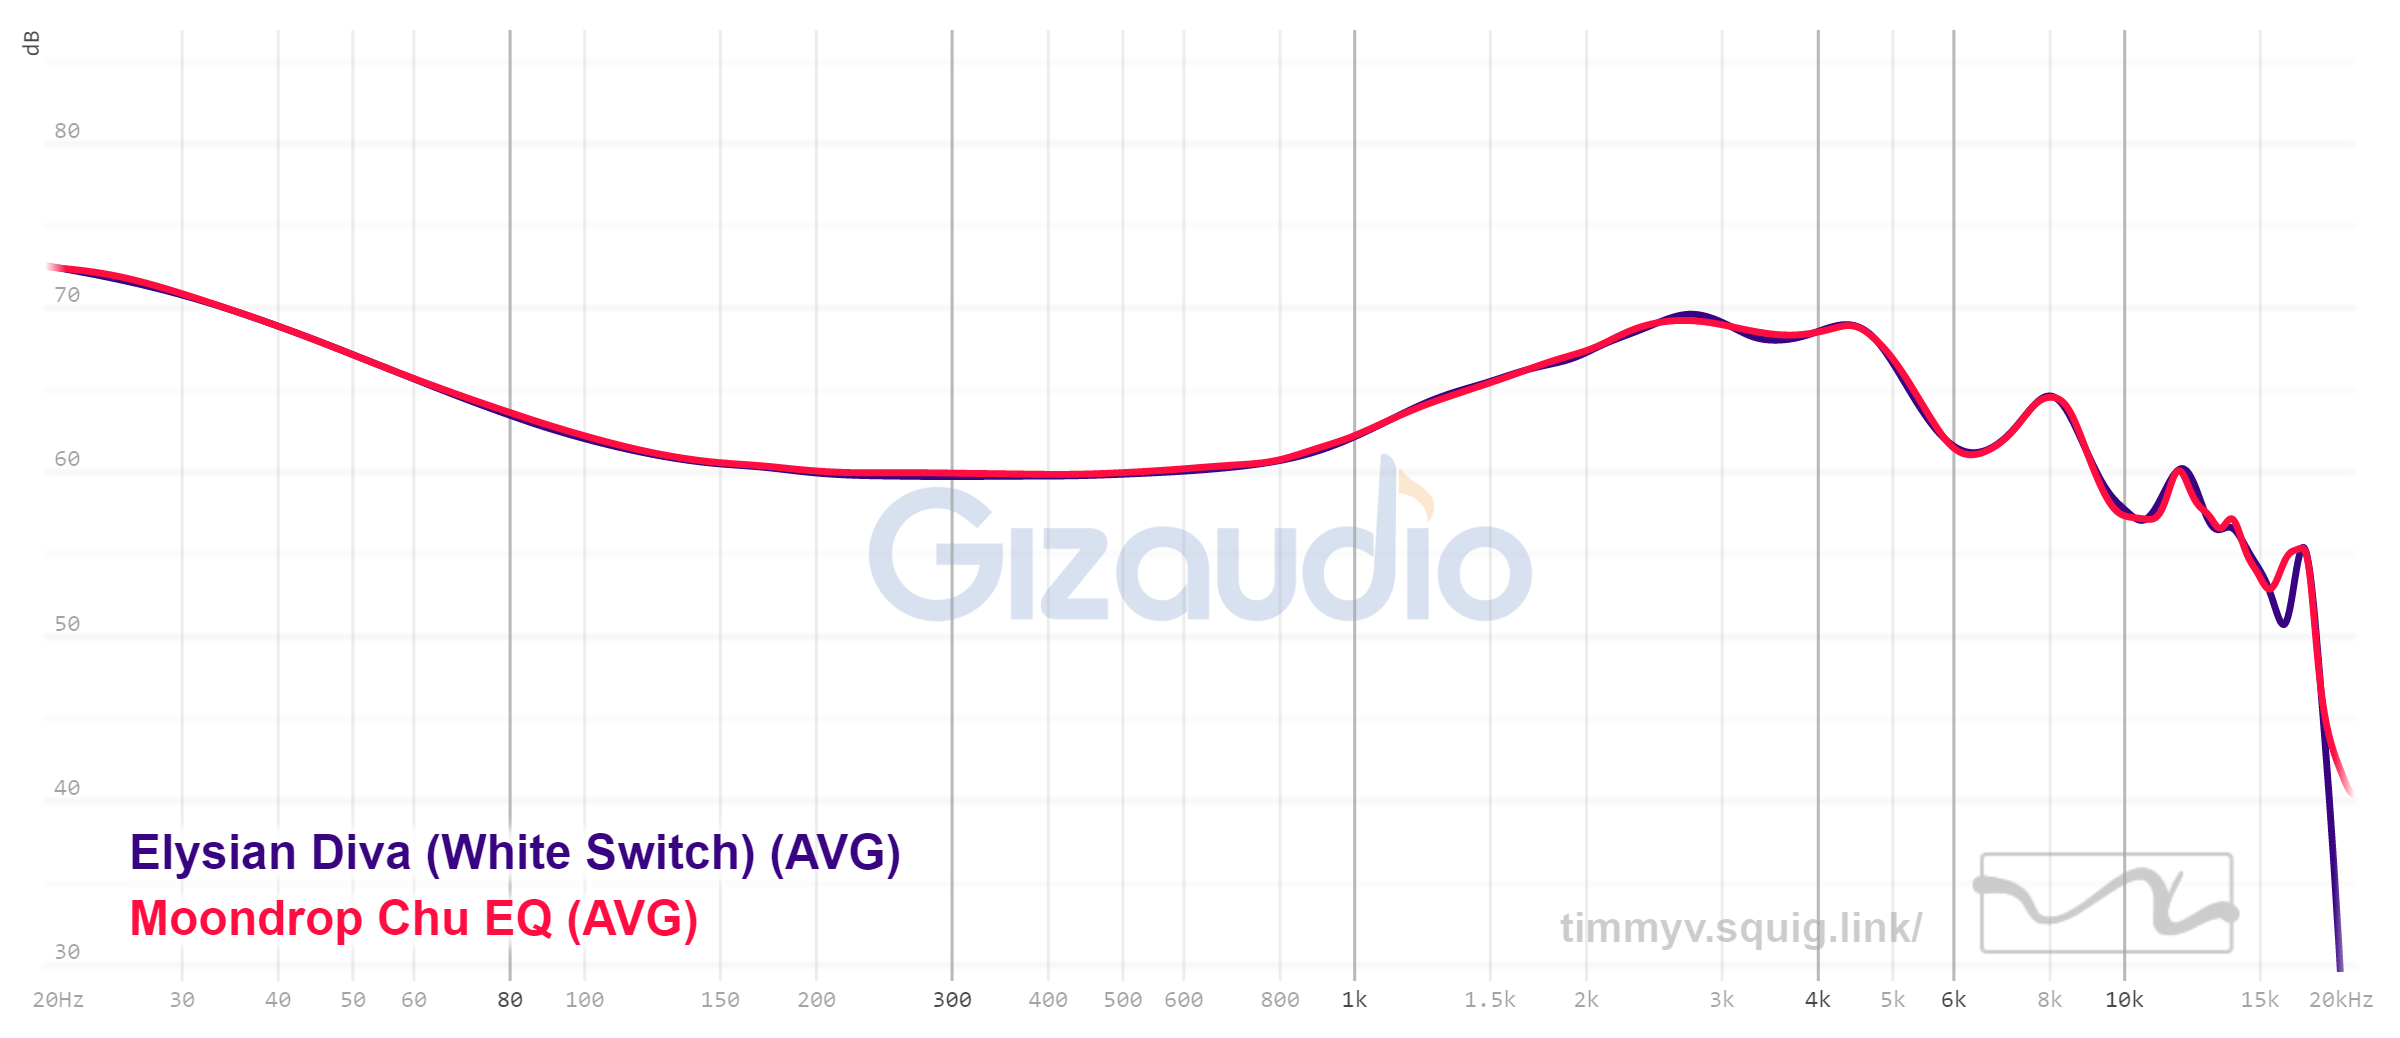 dB
80
70
60
50
40
30
Gizaudio
Elysian Diva (White Switch) (AVG)
Moondrop Chu EQ (AVG)
timmyv.squig.link/
20Hz 30 40 50 60 80 100 150 200 300 400 500 600 800 1k 1.5k 2k 3k 4k 5k 6k 8k 10k 15k 20kHz